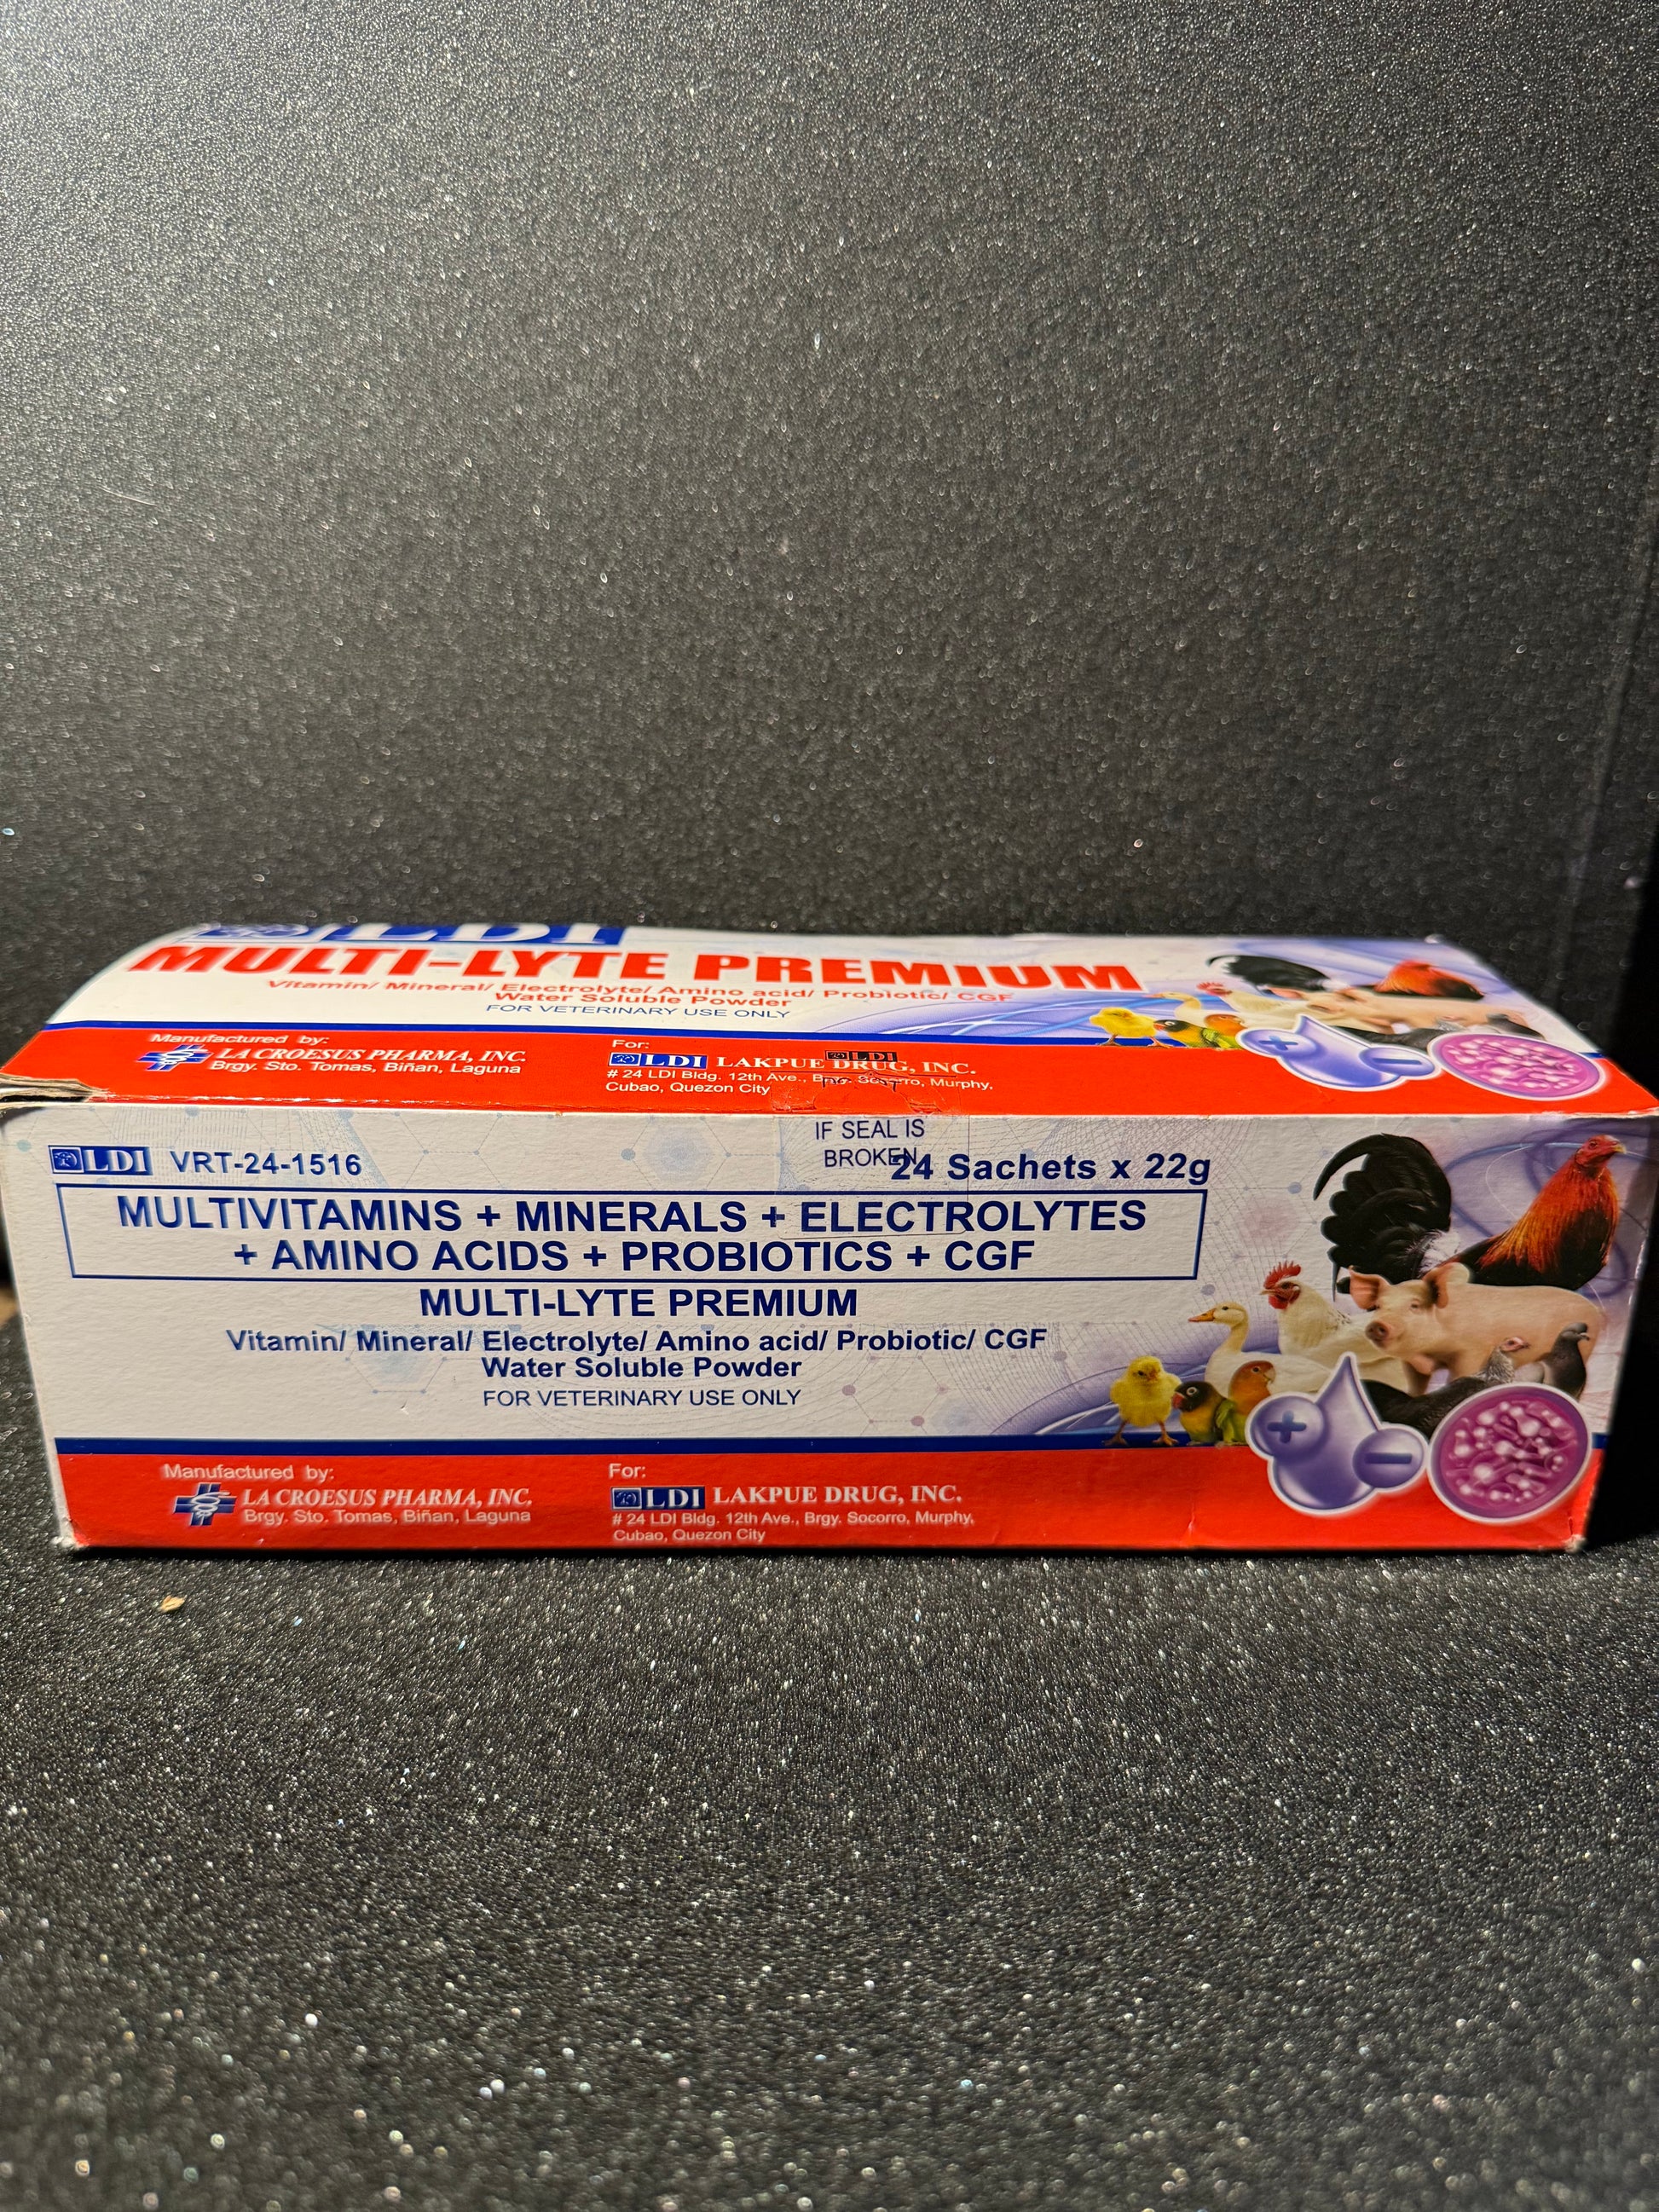 LDI
MULTI-LYTE PREMIUM
Vitamin/ Mineral/ Electrolyte/ Amino acid/ Probiotic/ CGF
Water Soluble Powder
FOR VETERINARY USE ONLY
Manufactured by:
LA CROESUS PHARMA, INC.
Brgy. Sto. Tomas, Biñan, Laguna
For:
LDI LAKPUE DRUG, INC.
LDI
# 24 LDI Bldg. 12th Ave., Brgy. Socorro, Murphy,
Cubao, Quezon City
IF SEAL IS
BROKEN
LDI VRT-24-1516
24 Sachets x 22g
MULTIVITAMINS + MINERALS + ELECTROLYTES
+ AMINO ACIDS + PROBIOTICS + CGF
MULTI-LYTE PREMIUM
Vitamin/ Mineral/ Electrolyte/ Amino acid/ Probiotic/ CGF
Water Soluble Powder
FOR VETERINARY USE ONLY
Manufactured by:
LA CROESUS PHARMA, INC.
Brgy. Sto. Tomas, Biñan, Laguna
For:
LDI LAKPUE DRUG, INC.
# 24 LDI Bldg. 12th Ave., Brgy. Socorro, Murphy,
Cubao, Quezon City